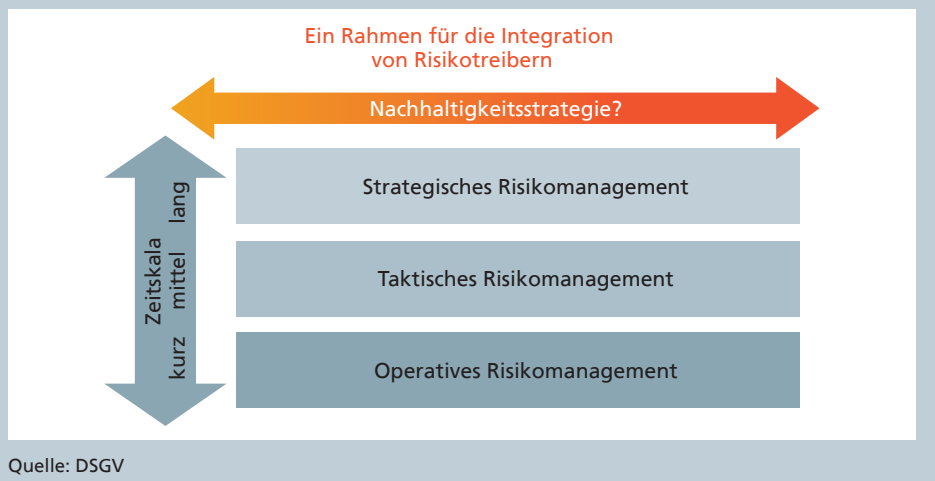 Ein Rahmen für die Integration
von Risikotreibern
Nachhaltigkeitsstrategie?
Zeitskala
kurz mittel lang
Strategisches Risikomanagement
Taktisches Risikomanagement
Operatives Risikomanagement
Quelle: DSGV